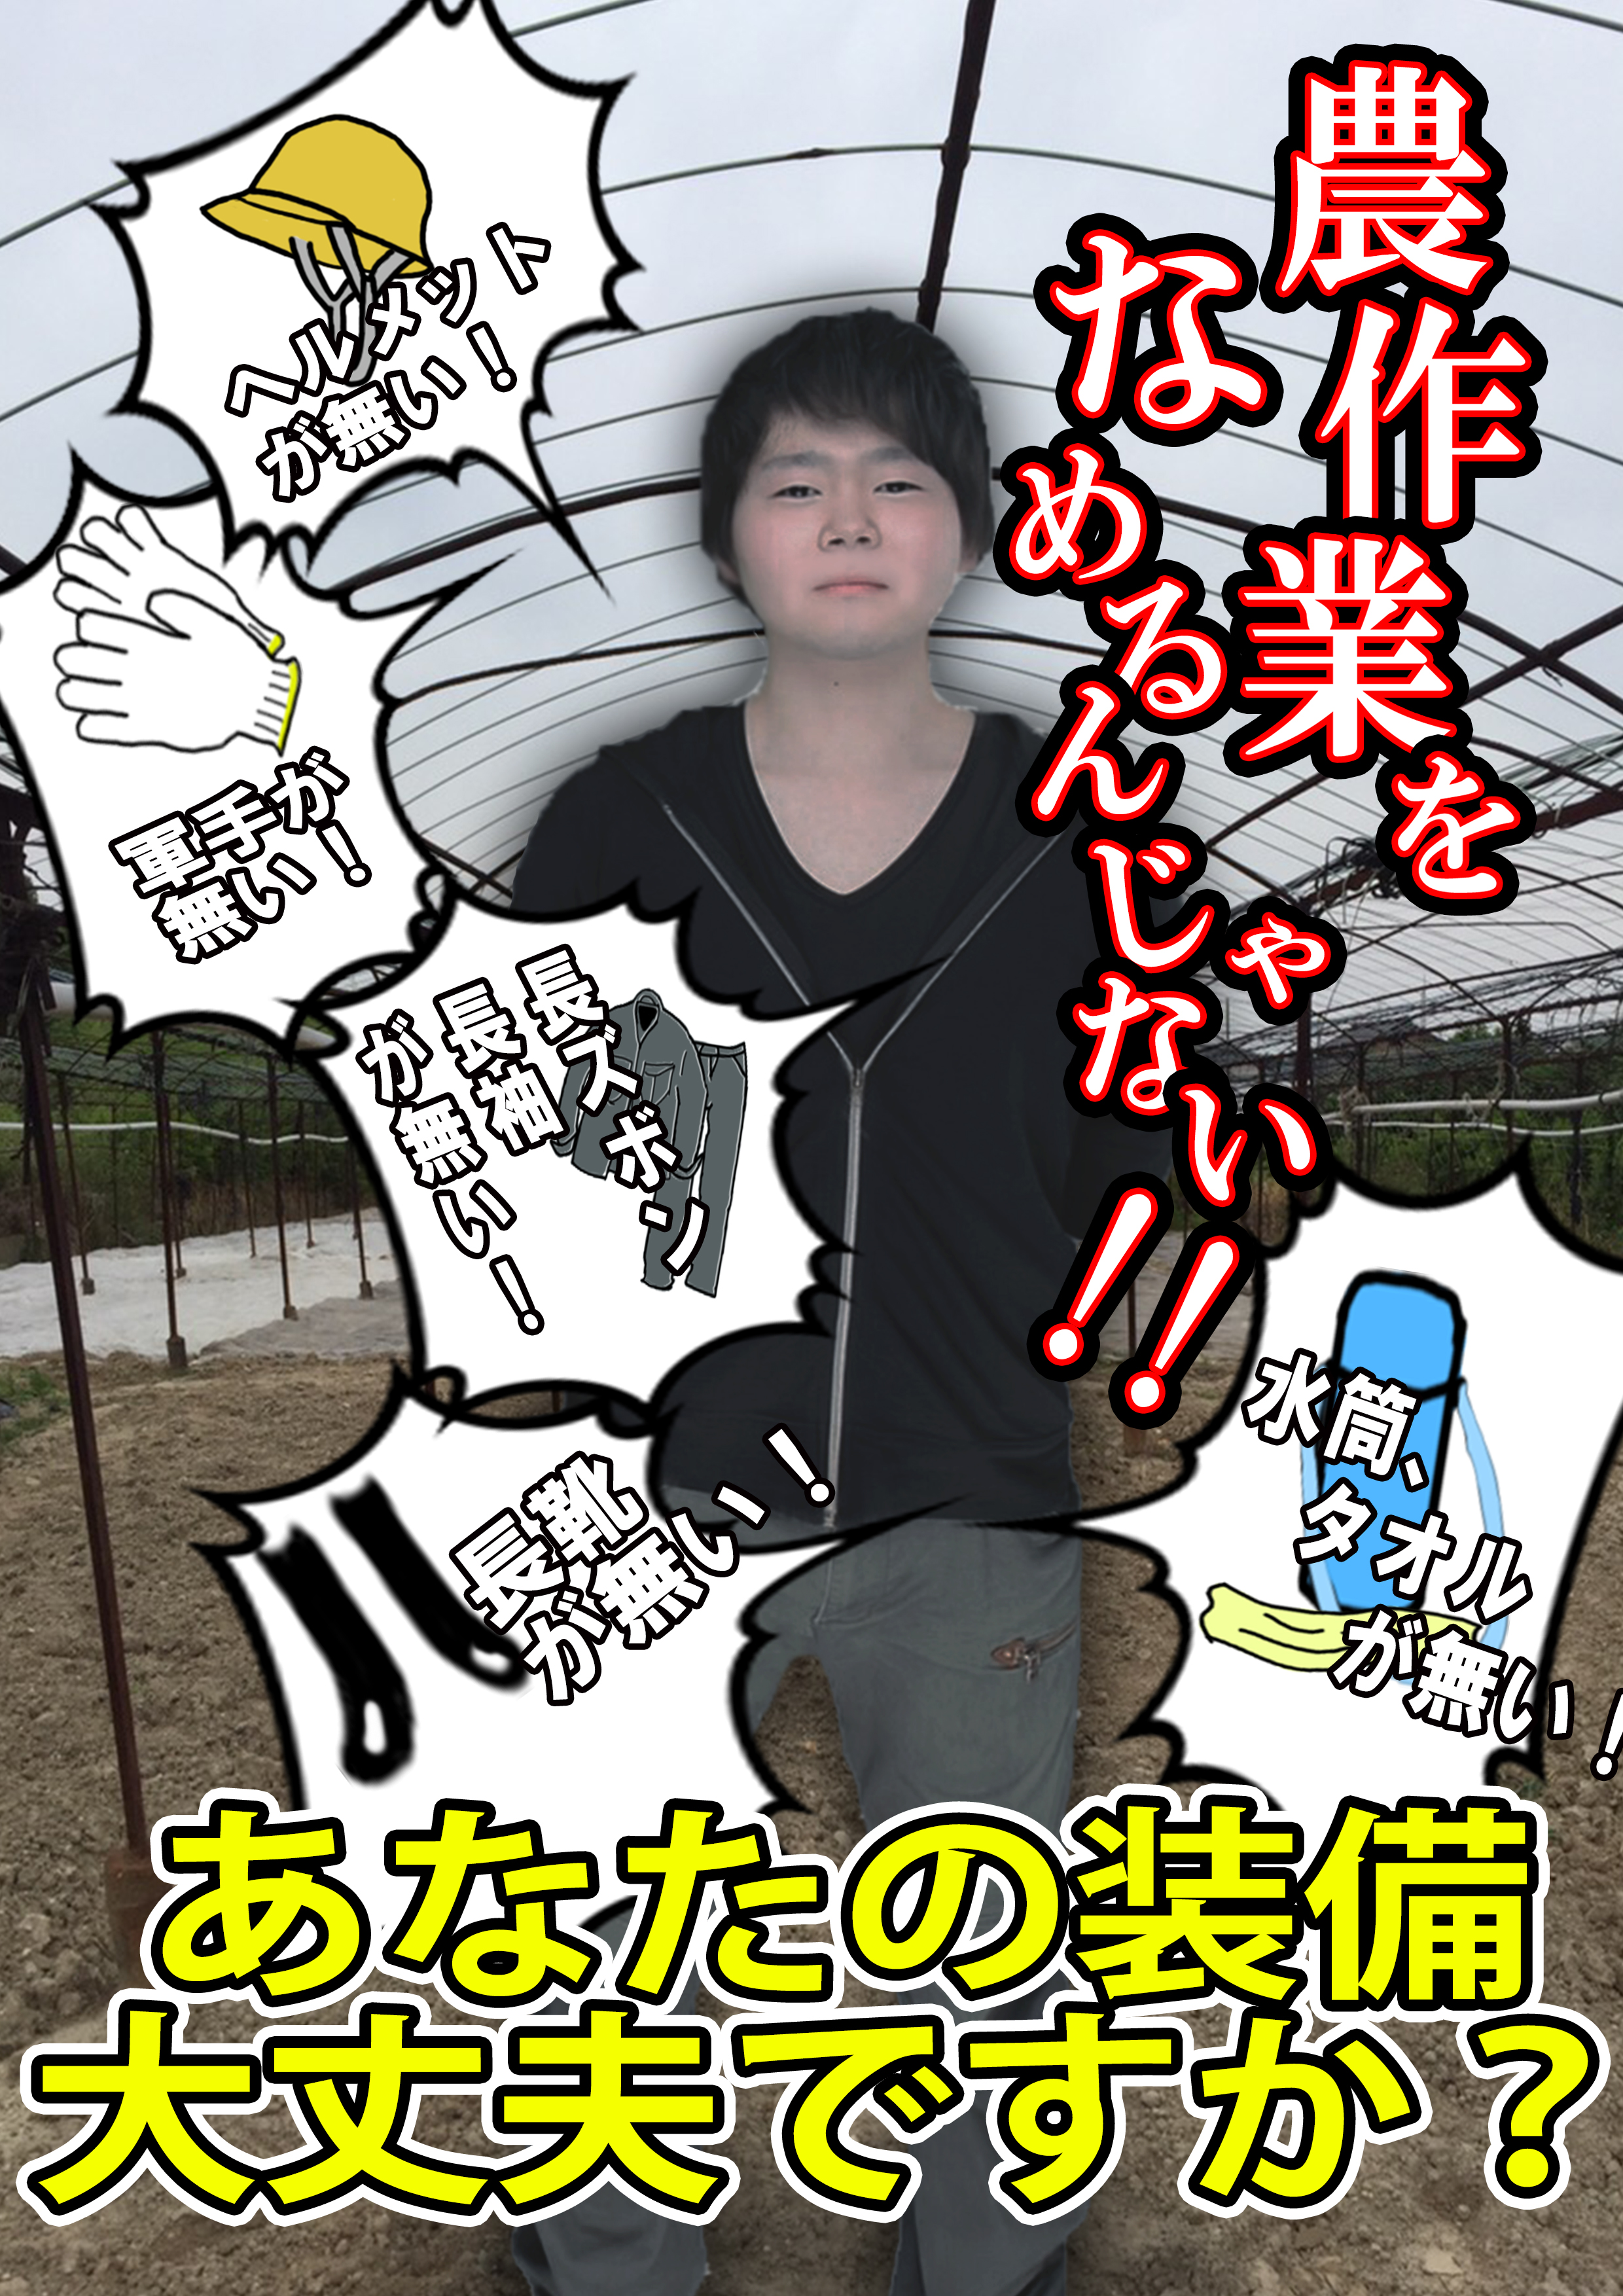 農作業を
なめるんじゃない!!
ヘルメット
が無い！
軍手が
無い！
長ズボン
長袖
が無い！
長靴
が無い！
水筒、
タオル
が無い！
あなたの装備
大丈夫ですか？